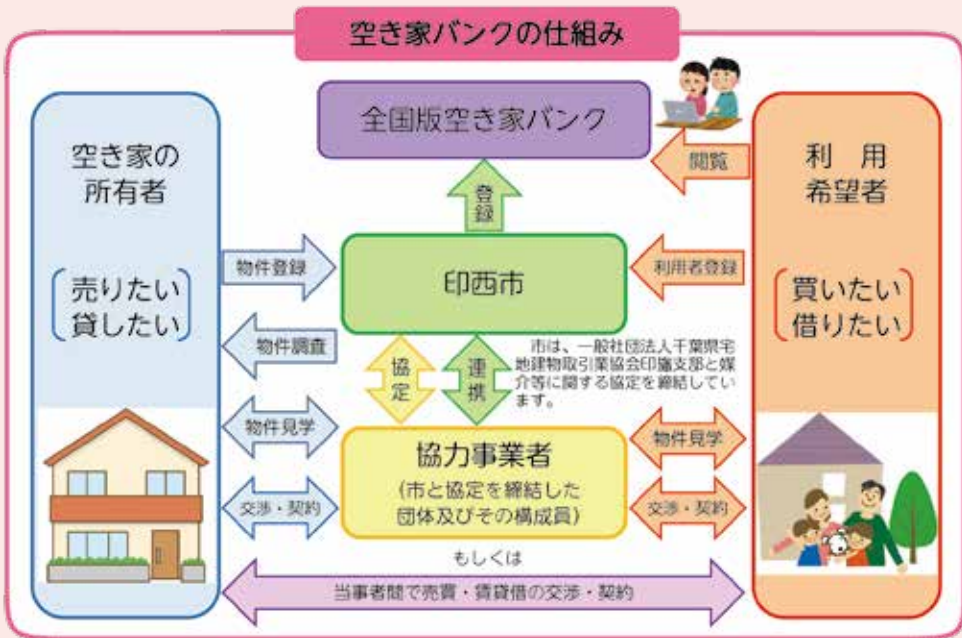 空き家バンクの仕組み
全国版空き家バンク
空き家の
所有者
売りたい
貸したい
利　用
希望者
買いたい
借りたい
閲覧
登録
物件登録
印西市
利用者登録
物件調査
協定
連携
市は、一般社団法人千葉県宅
地建物取引業協会印旛支部と媒
介等に関する協定を締結してい
ます。
物件見学
協力事業者
(市と協定を締結した
団体及びその構成員)
物件見学
交渉・契約
交渉・契約
もしくは
当事者間で売買・賃貸借の交渉・契約